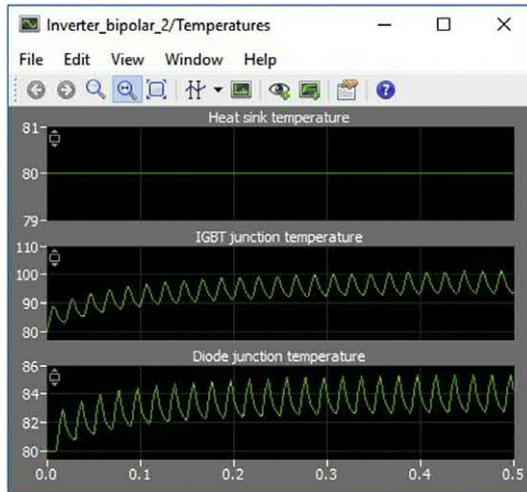 Inverter_bipolar_2/Temperatures
File Edit View Window Help
Heat sink temperature
81
80
79
IGBT junction temperature
110
100
90
80
Diode junction temperature
86
84
82
80
0.0 0.1 0.2 0.3 0.4 0.5